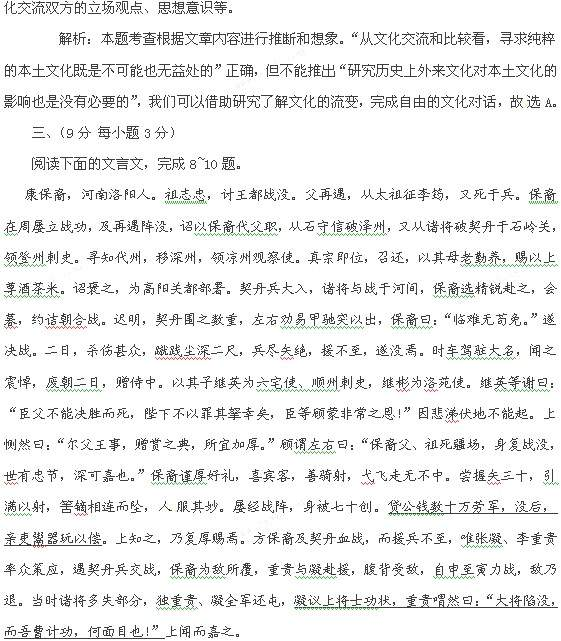 化交流双方的立场观点、思想意识等。
解析：本题考查根据文章内容进行推断和想象。“从文化交流和比较看，寻求纯粹
的本土文化既是不可能也无益处的”正确，但不能推出“研究历史上外来文化对本土文化的
影响也是没有必要的”，我们可以借助研究了解文化的流变，完成自由的文化对话，故选 A。
三、(9分 每小题 3分)
阅读下面的文言文，完成 8~10 题。
康保裔，河南洛阳人。祖志忠，讨王都战没。父再遇，从太祖征李筠，又死于兵。保裔
在周屡立战功，及再遇阵没，诏以保裔代父职，从石守信破泽州，又从诸将破契丹于石岭关，
领登州刺史。寻知代州，移深州，领凉州观察使。真宗即位，召还，以其母老勤养，赐以上
尊酒茶米。诏褒之，为高阳关都部署。契丹兵大入，诸将与战于河间，保裔选精锐赴之，会
暮，约诘朝合战。迟明，契丹围之数重，左右劝易甲驰突以出，保裔曰：“临难无苟免。”遂
决战。二日，杀伤甚众，蹴践尘深二尺，兵尽矢绝，援不至，遂没焉。时车驾驻大名，闻之
震悼，废朝二日，赠侍中。以其子继英为六宅使、顺州刺史，继彬为洛苑使。继英等谢曰：
“臣父不能决胜而死，陛下不以罪其孥幸矣，臣等顾蒙非常之恩！”因悲涕伏地不能起。上
恻然曰：“尔父王事，赠赏之典，所宜加厚。”顾谓左右曰：“保裔父、祖死疆场，身复战没，
世有忠节，深可嘉也。”保裔谨厚好礼，喜宾客，善骑射，弋飞走无不中。尝握矢三十，引
满以射，筈镝相连而坠，人服其妙。屡经战阵，身被七十创。贷公钱数十万劳军，没后，
亲吏鬻器玩以偿。上知之，乃复厚赐焉。方保裔及契丹血战，而援兵不至，唯张凝、李重贵
率众策应，遇契丹兵交战，保裔为敌所覆，重贵与凝赴援，腹背受敌，自申至寅力战，敌乃
退。当时诸将多失部分，独重贵、凝全军还屯，凝议上将士功状，重贵喟然曰：“大将陷没，
而吾曹计功，何面目也！”上闻而嘉之。